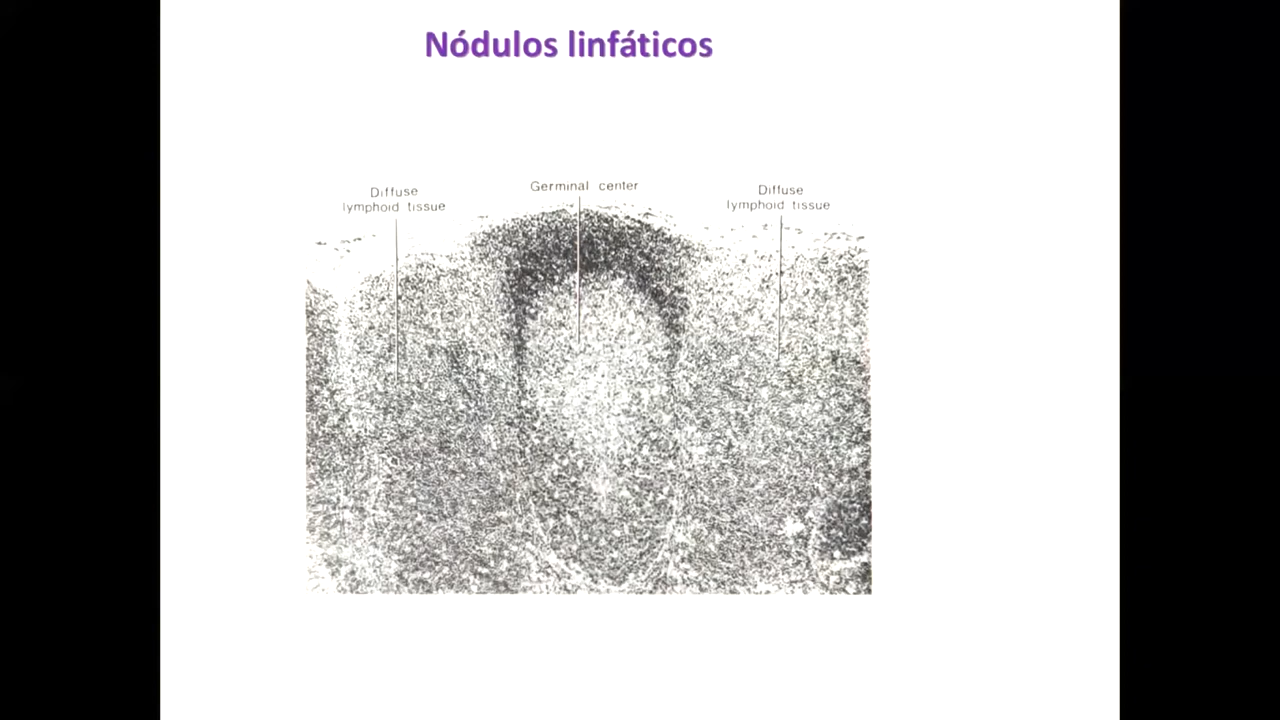 Nódulos linfáticos
Diffuse
lymphoid tissue
Germinal center
Diffuse
lymphoid tissue